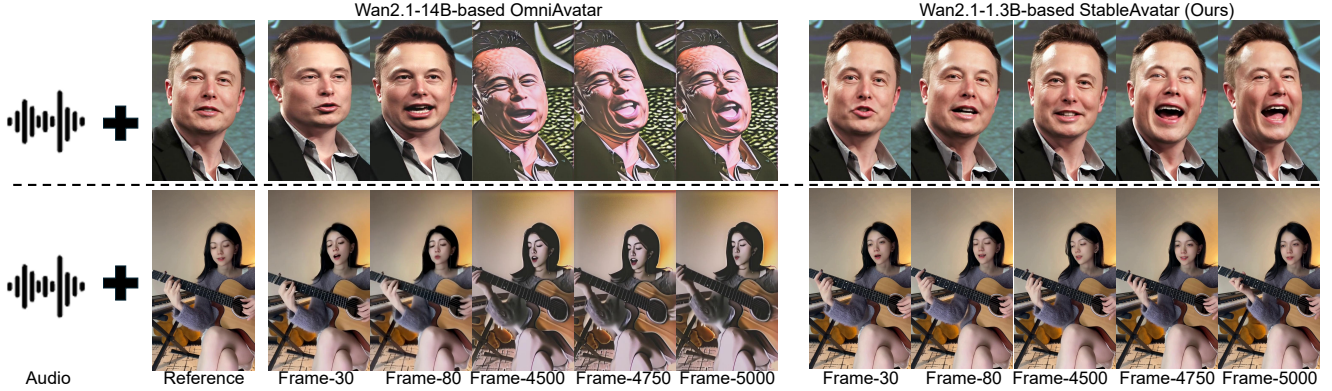 Wan2.1-14B-based OmniAvatar
Wan2.1-1.3B-based StableAvatar (Ours)
Audio
Reference
Frame-30
Frame-80
Frame-4500
Frame-4750
Frame-5000
Frame-30
Frame-80
Frame-4500
Frame-4750
Frame-5000